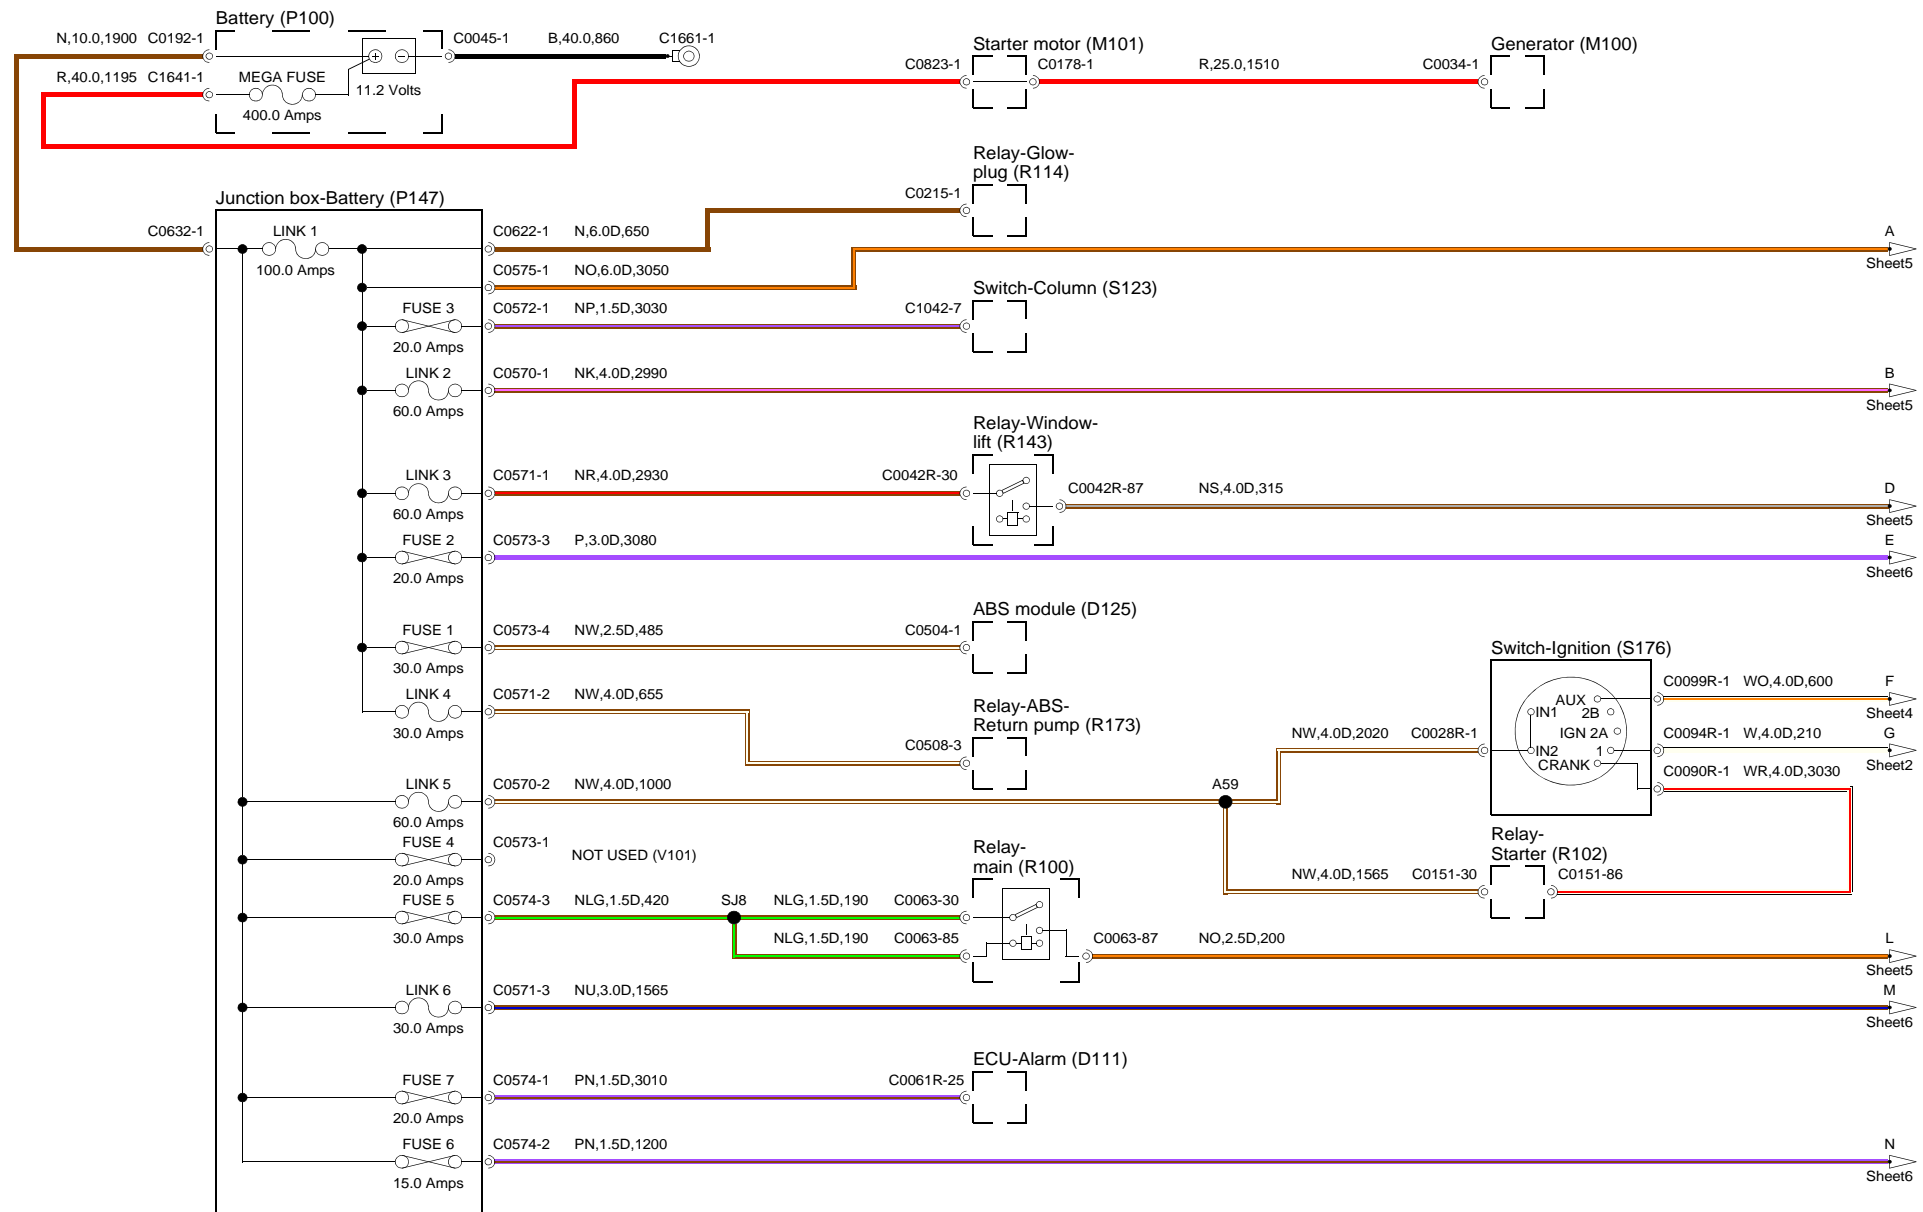 Battery (P100)
N,10.0,1900 C0192-1
C0045-1 B,40.0,860 C1661-1
R,40.0,1195 C1641-1 MEGA FUSE
11.2 Volts
400.0 Amps
Starter motor (M101)
Generator (M100)
C0823-1 C0178-1 R,25.0,1510 C0034-1
Relay-Glow-
plug (R114)
C0215-1
Junction box-Battery (P147)
C0632-1 LINK 1 C0622-1 N,6.0D,650
100.0 Amps
A
Sheet5
C0575-1 NO,6.0D,3050
Switch-Column (S123)
FUSE 3 C0572-1 NP,1.5D,3030 C1042-7
20.0 Amps
LINK 2 C0570-1 NK,4.0D,2990 B
60.0 Amps Sheet5
Relay-Window-
lift (R143)
LINK 3 C0571-1 NR,4.0D,2930 C0042R-30
60.0 Amps
C0042R-87 NS,4.0D,315 D
Sheet5
FUSE 2 C0573-3 P,3.0D,3080 E
20.0 Amps Sheet6
ABS module (D125)
FUSE 1 C0573-4 NW,2.5D,485 C0504-1
30.0 Amps
Switch-Ignition (S176)
LINK 4 C0571-2 NW,4.0D,655
30.0 Amps
Relay-ABS-
Return pump (R173)
C0508-3
AUX
2B
IN1
IGN 2A
IN2
1
CRANK
C0099R-1 WO,4.0D,600 F
Sheet4
NW,4.0D,2020 C0028R-1
C0094R-1 W,4.0D,210 G
Sheet2
C0090R-1 WR,4.0D,3030
LINK 5 C0570-2 NW,4.0D,1000 A59
60.0 Amps
FUSE 4 C0573-1
NOT USED (V101)
20.0 Amps
Relay-
Starter (R102)
NW,4.0D,1565 C0151-30 C0151-86
Relay-
main (R100)
FUSE 5 C0574-3 NLG,1.5D,420 SJ8 NLG,1.5D,190 C0063-30
30.0 Amps
NLG,1.5D,190 C0063-85 C0063-87 NO,2.5D,200 L
Sheet5
LINK 6 C0571-3 NU,3.0D,1565 M
30.0 Amps Sheet6
ECU-Alarm (D111)
FUSE 7 C0574-1 PN,1.5D,3010 C0061R-25
20.0 Amps
FUSE 6 C0574-2 PN,1.5D,1200 N
15.0 Amps Sheet6